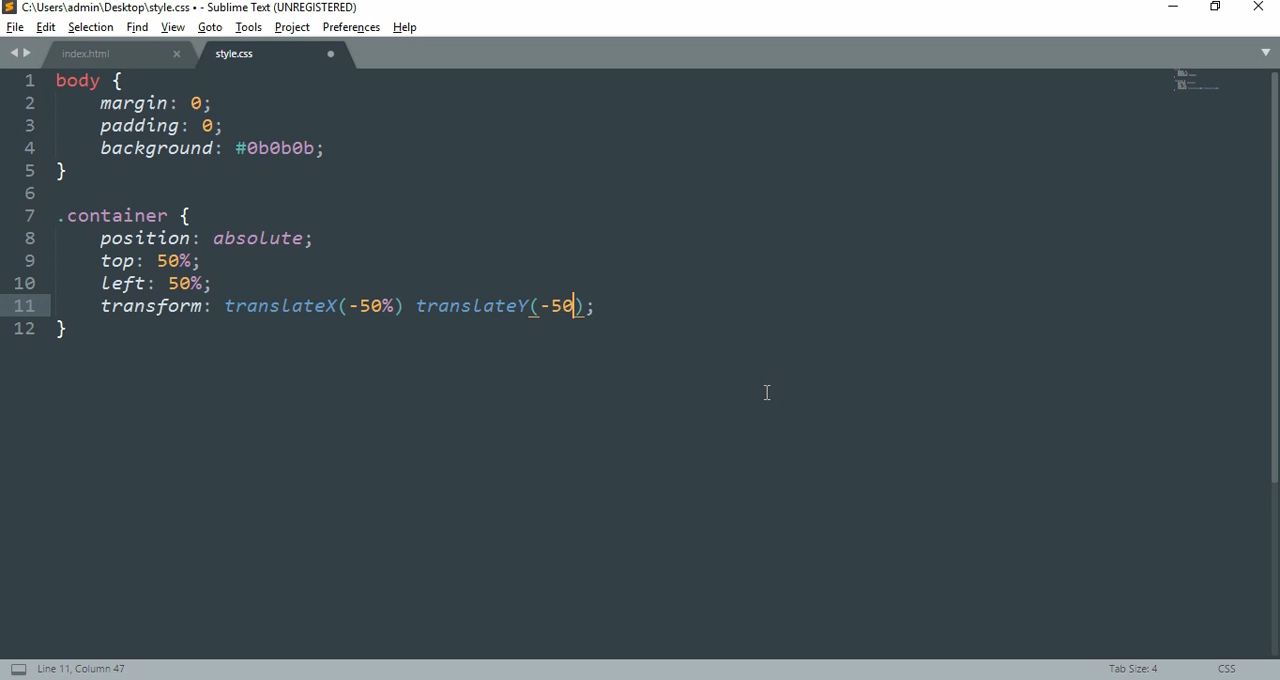 C:\Users\admin\Desktop\style.css • - Sublime Text (UNREGISTERED)
File Edit Selection Find View Goto Tools Project Preferences Help
index.html style.css
1 body {
2 margin: 0;
3 padding: 0;
4 background: #0b0b0b;
5 }
6
7 .container {
8 position: absolute;
9 top: 50%;
10 left: 50%;
11 transform: translateX(-50%) translateY(-50);
12 }
Line 11, Column 47 Tab Size: 4 CSS